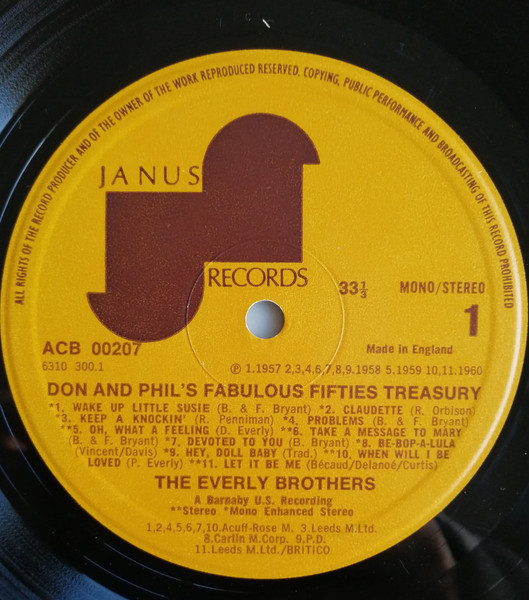 ALL RIGHTS OF THE RECORD PRODUCER AND OF THE OWNER OF THE WORK REPRODUCED RESERVED. COPYING, PUBLIC PERFORMANCE AND BROADCASTING OF THIS RECORD PROHIBITED
JANUS
RECORDS
33⅓
MONO/STEREO
1
ACB 00207
6310 300.1
Made in England
℗ 1.1957 2,3,4,6,7,8,9.1958 5.1959 10,11.1960
DON AND PHIL'S FABULOUS FIFTIES TREASURY
*1. WAKE UP LITTLE SUSIE (B. & F. Bryant) *2. CLAUDETTE (R. Orbison)
*3. KEEP A KNOCKIN' (R. Penniman) *4. PROBLEMS (B. & F. Bryant)
**5. OH, WHAT A FEELING (D. Everly) **6. TAKE A MESSAGE TO MARY
(B. & F. Bryant) *7. DEVOTED TO YOU (B. Bryant) *8. BE-BOP-A-LULA
(Vincent/Davis) *9. HEY, DOLL BABY (Trad.) **10. WHEN WILL I BE
LOVED (P. Everly) **11. LET IT BE ME (Bécaud/Delanoé/Curtis)
THE EVERLY BROTHERS
A Barnaby U.S. Recording
**Stereo *Mono Enhanced Stereo
1,2,4,5,6,7,10.Acuff-Rose M. 3.Leeds M.Ltd.
8.Carlin M.Corp. 9.P.D.
11.Leeds M.Ltd./BRITICO